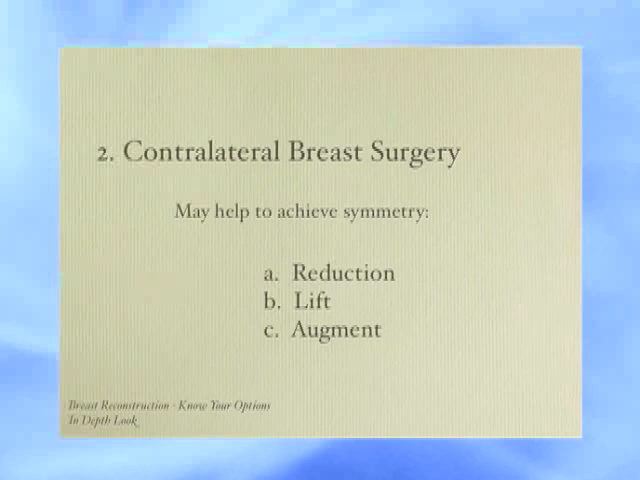 2. Contralateral Breast Surgery
May help to achieve symmetry:
a. Reduction
b. Lift
c. Augment
Breast Reconstruction - Know Your Options
In Depth Look